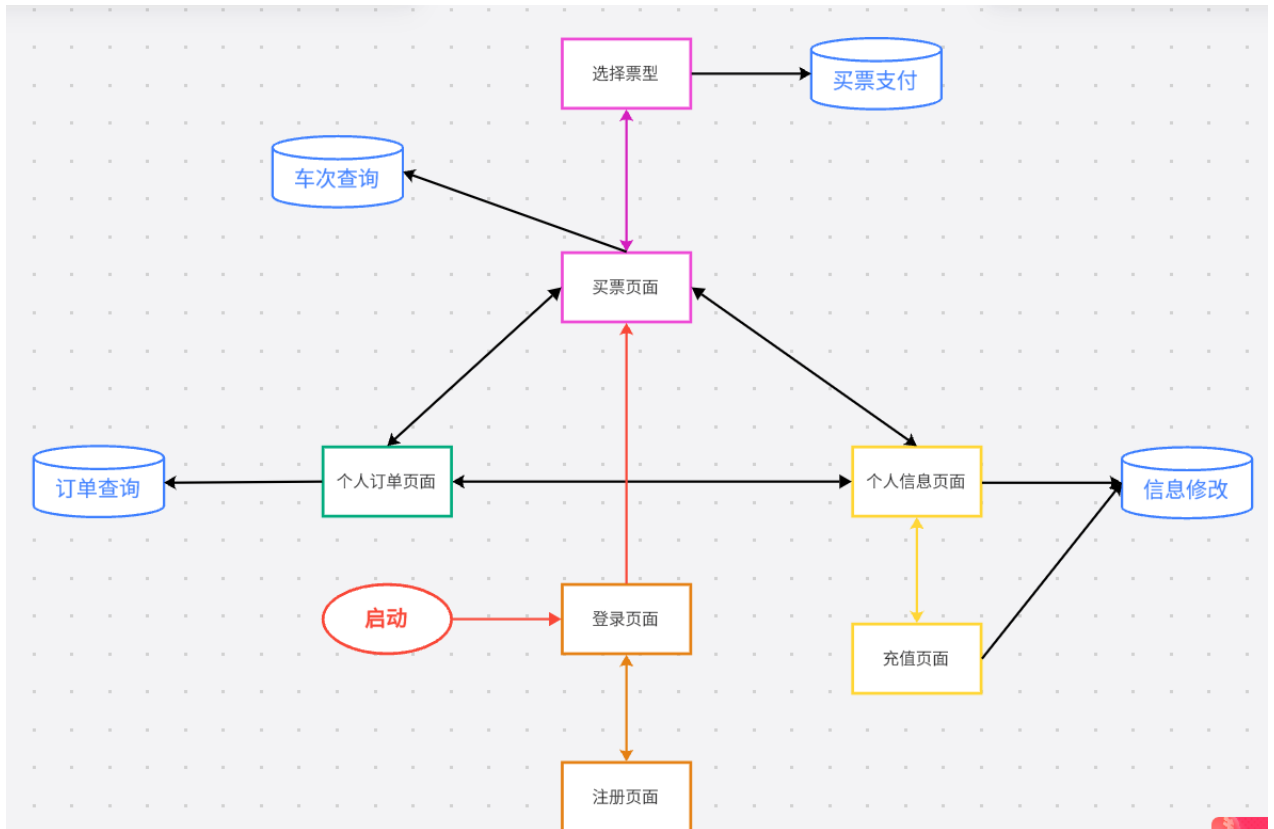 选择票型
买票支付
车次查询
买票页面
订单查询
个人订单页面
个人信息页面
信息修改
启动
登录页面
充值页面
注册页面